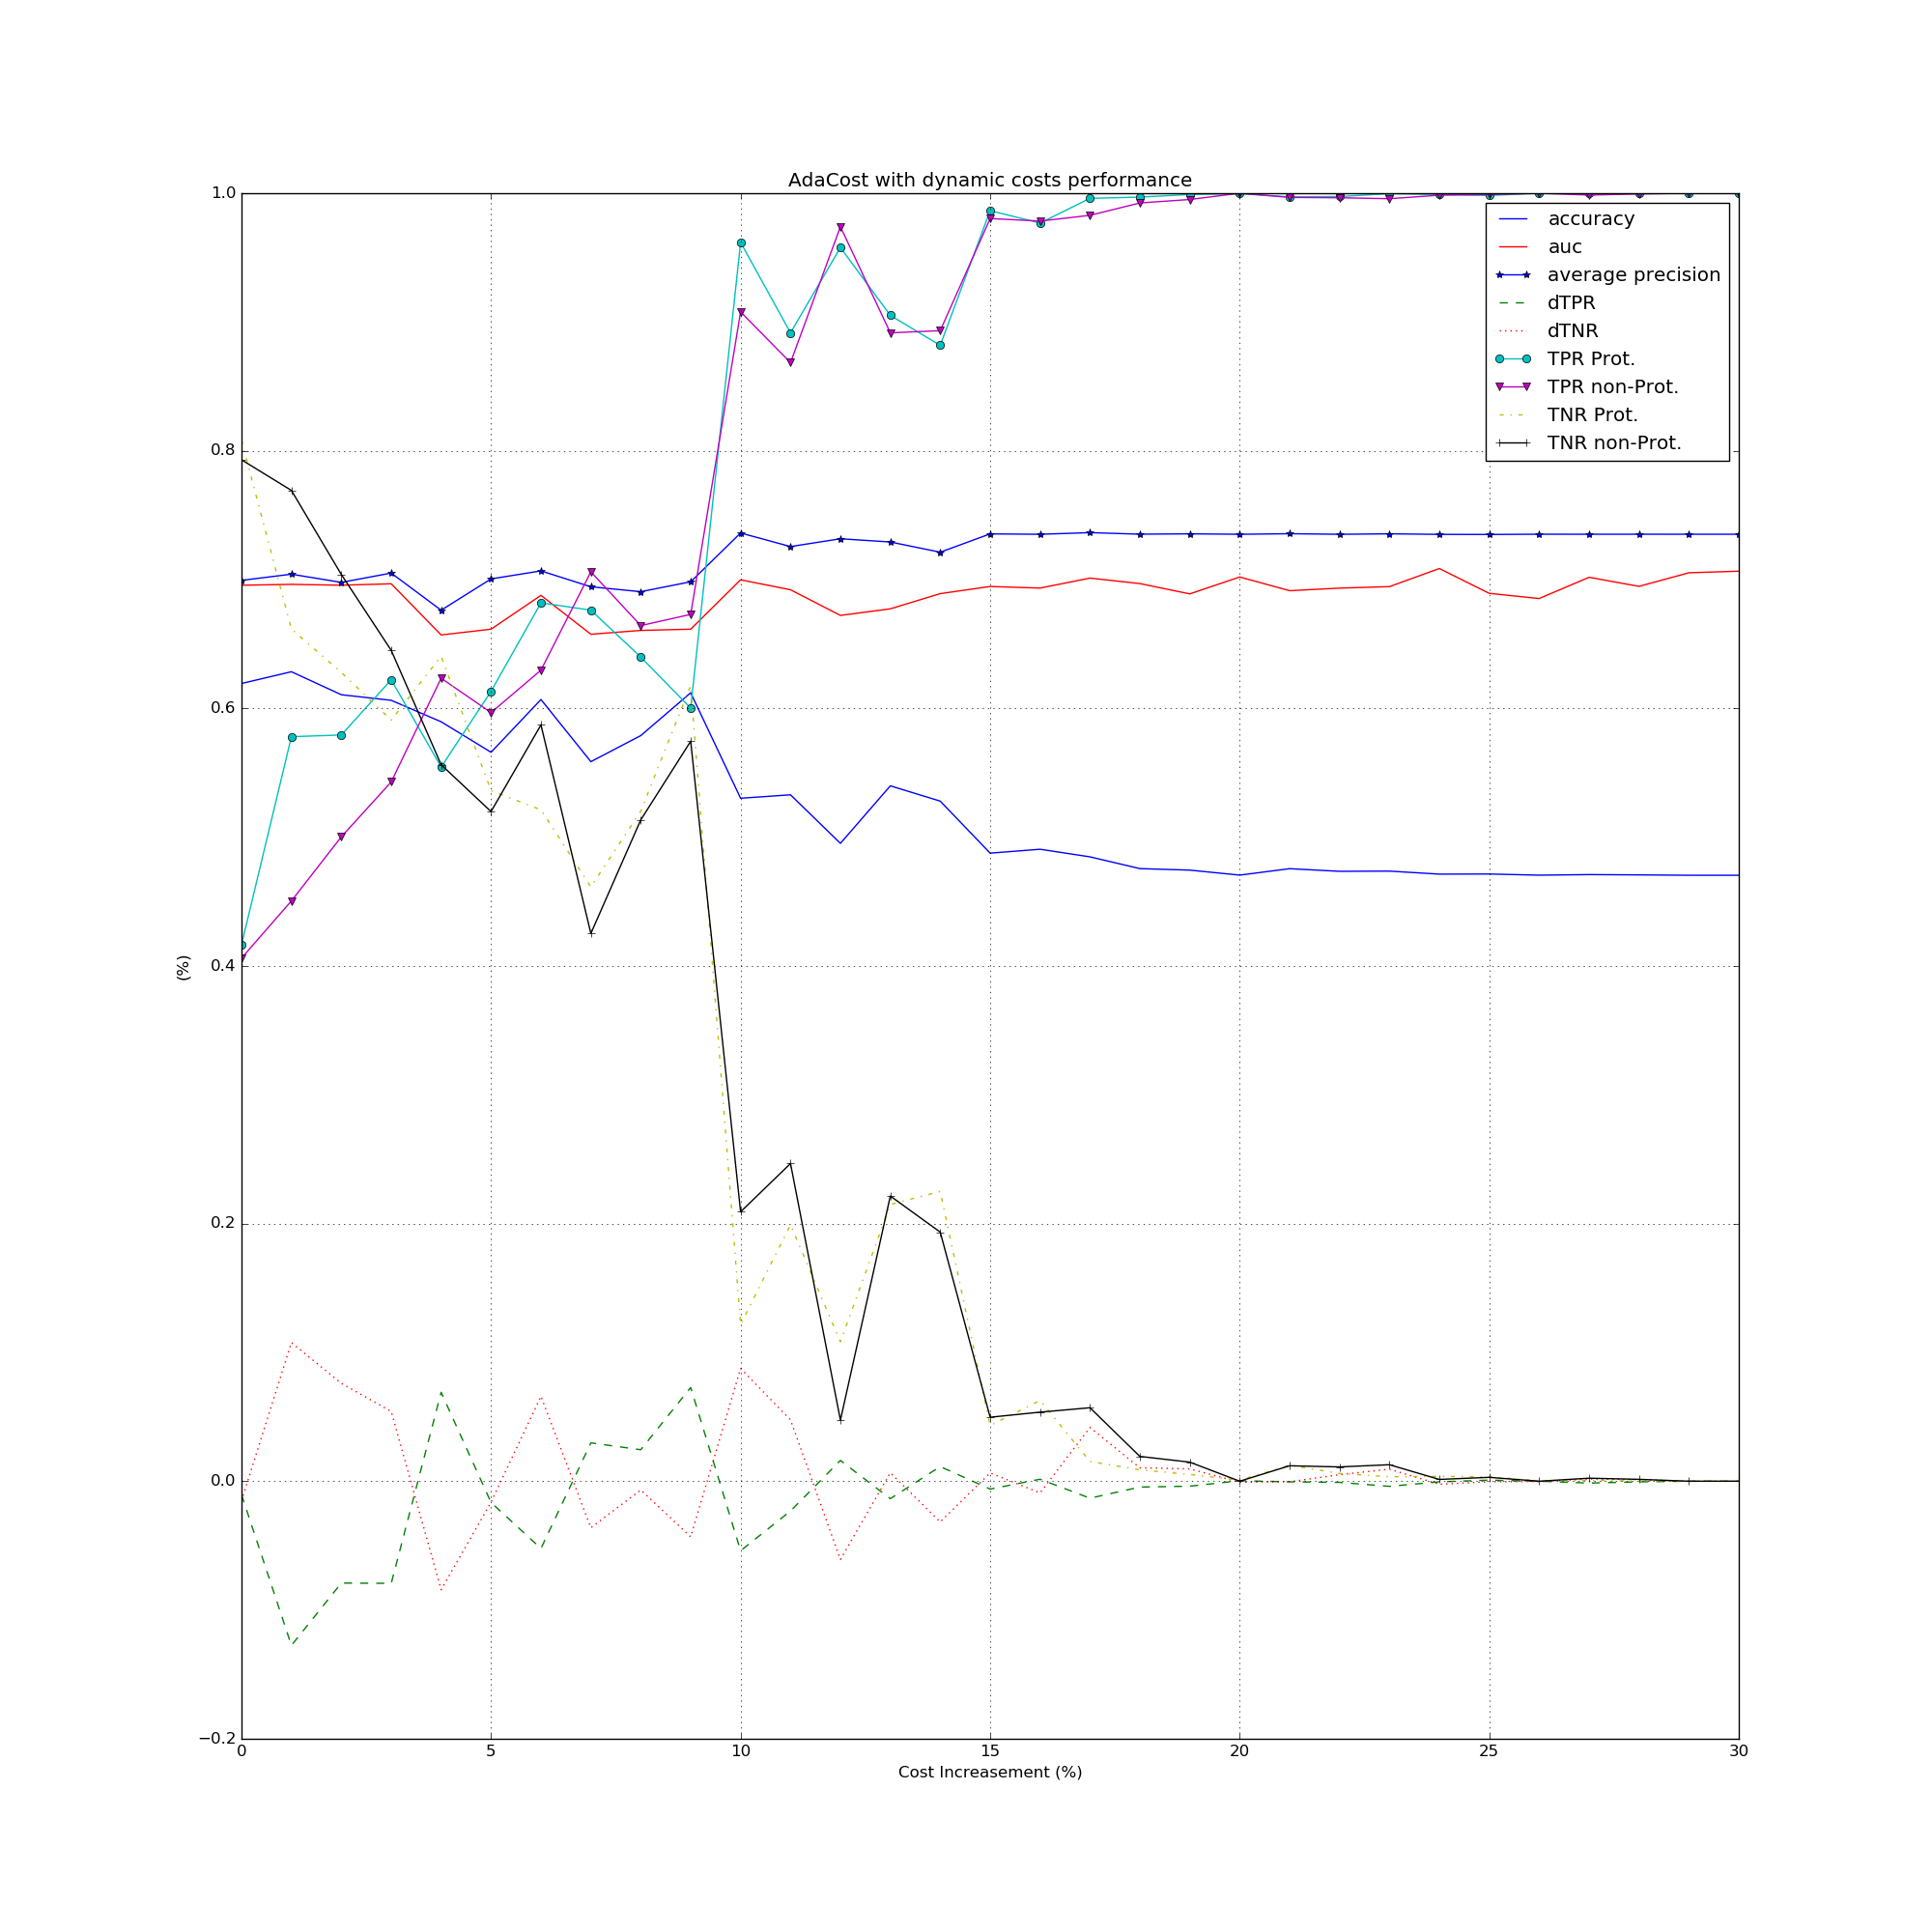 AdaCost with dynamic costs performance
1.0
0.8
0.6
0.4
0.2
0.0
−0.2
(%)
0 5 10 15 20 25 30
Cost Increasement (%)
accuracy
auc
average precision
dTPR
dTNR
TPR Prot.
TPR non-Prot.
TNR Prot.
TNR non-Prot.